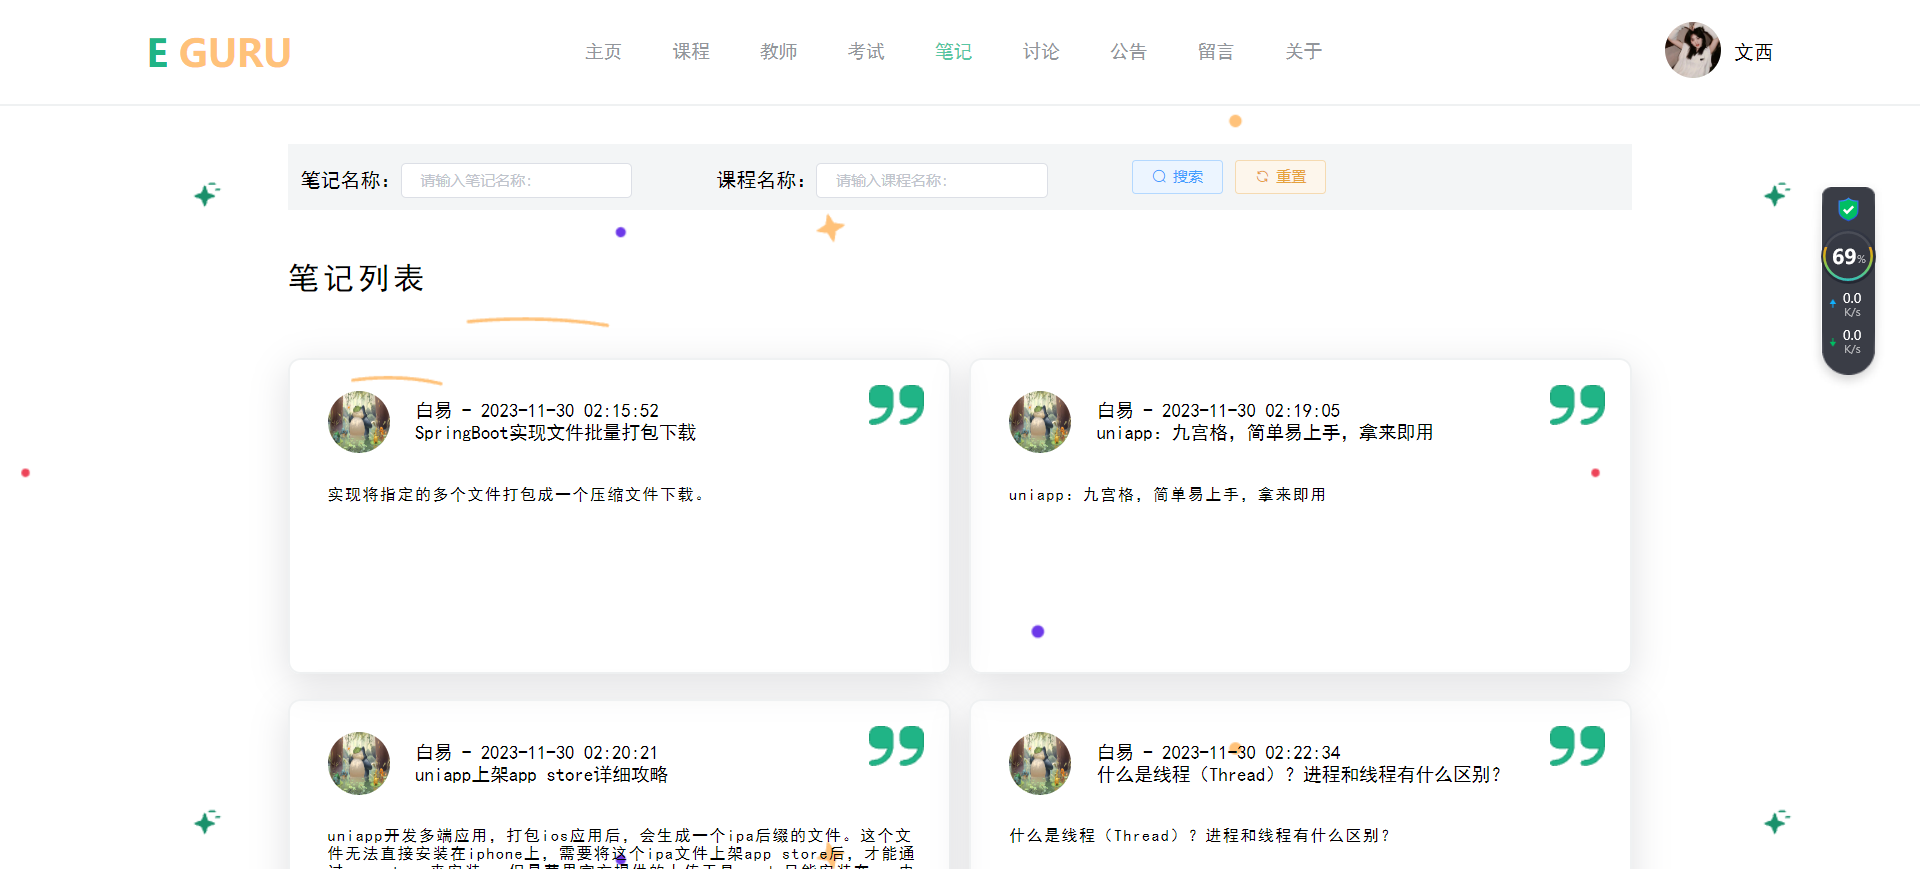 E GURU
主页 课程 教师 考试 笔记 讨论 公告 留言 关于
文西
笔记名称： 请输入笔记名称: 课程名称： 请输入课程名称: 搜索 重置
69%
0.0
K/s
0.0
K/s
笔记列表
白易 - 2023-11-30 02:15:52
SpringBoot实现文件批量打包下载
实现将指定的多个文件打包成一个压缩文件下载。
白易 - 2023-11-30 02:19:05
uniapp：九宫格，简单易上手，拿来即用
uniapp：九宫格，简单易上手，拿来即用
白易 - 2023-11-30 02:20:21
uniapp上架app store详细攻略
uniapp开发多端应用，打包ios应用后，会生成一个ipa后缀的文件。这个文
件无法直接安装在iphone上，需要将这个ipa文件上架app store后，才能通
白易 - 2023-11-30 02:22:34
什么是线程（Thread）？进程和线程有什么区别？
什么是线程（Thread）？进程和线程有什么区别？